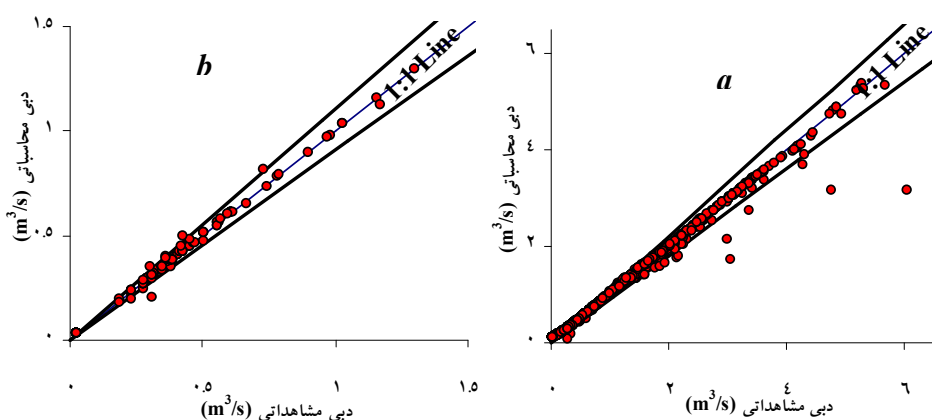 b
1:1 Line
دبی محاسباتی (m³/s)
۱.۵
۱
۰.۵
۰
۰
۰.۵
۱
۱.۵
دبی مشاهداتی (m³/s)
a
1:1 Line
دبی محاسباتی (m³/s)
۶
۴
۲
۰
۰
۲
۴
۶
دبی مشاهداتی (m³/s)